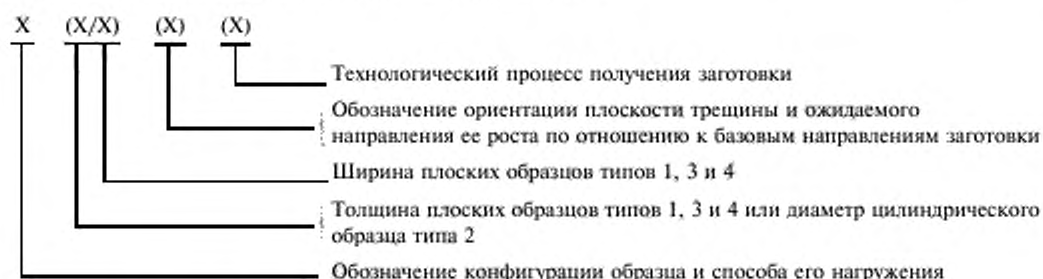 X (X/X) (X) (X)
Технологический процесс получения заготовки
Обозначение ориентации плоскости трещины и ожидаемого
направления ее роста по отношению к базовым направлениям заготовки
Ширина плоских образцов типов 1, 3 и 4
Толщина плоских образцов типов 1, 3 и 4 или диаметр цилиндрического
образца типа 2
Обозначение конфигурации образца и способа его нагружения